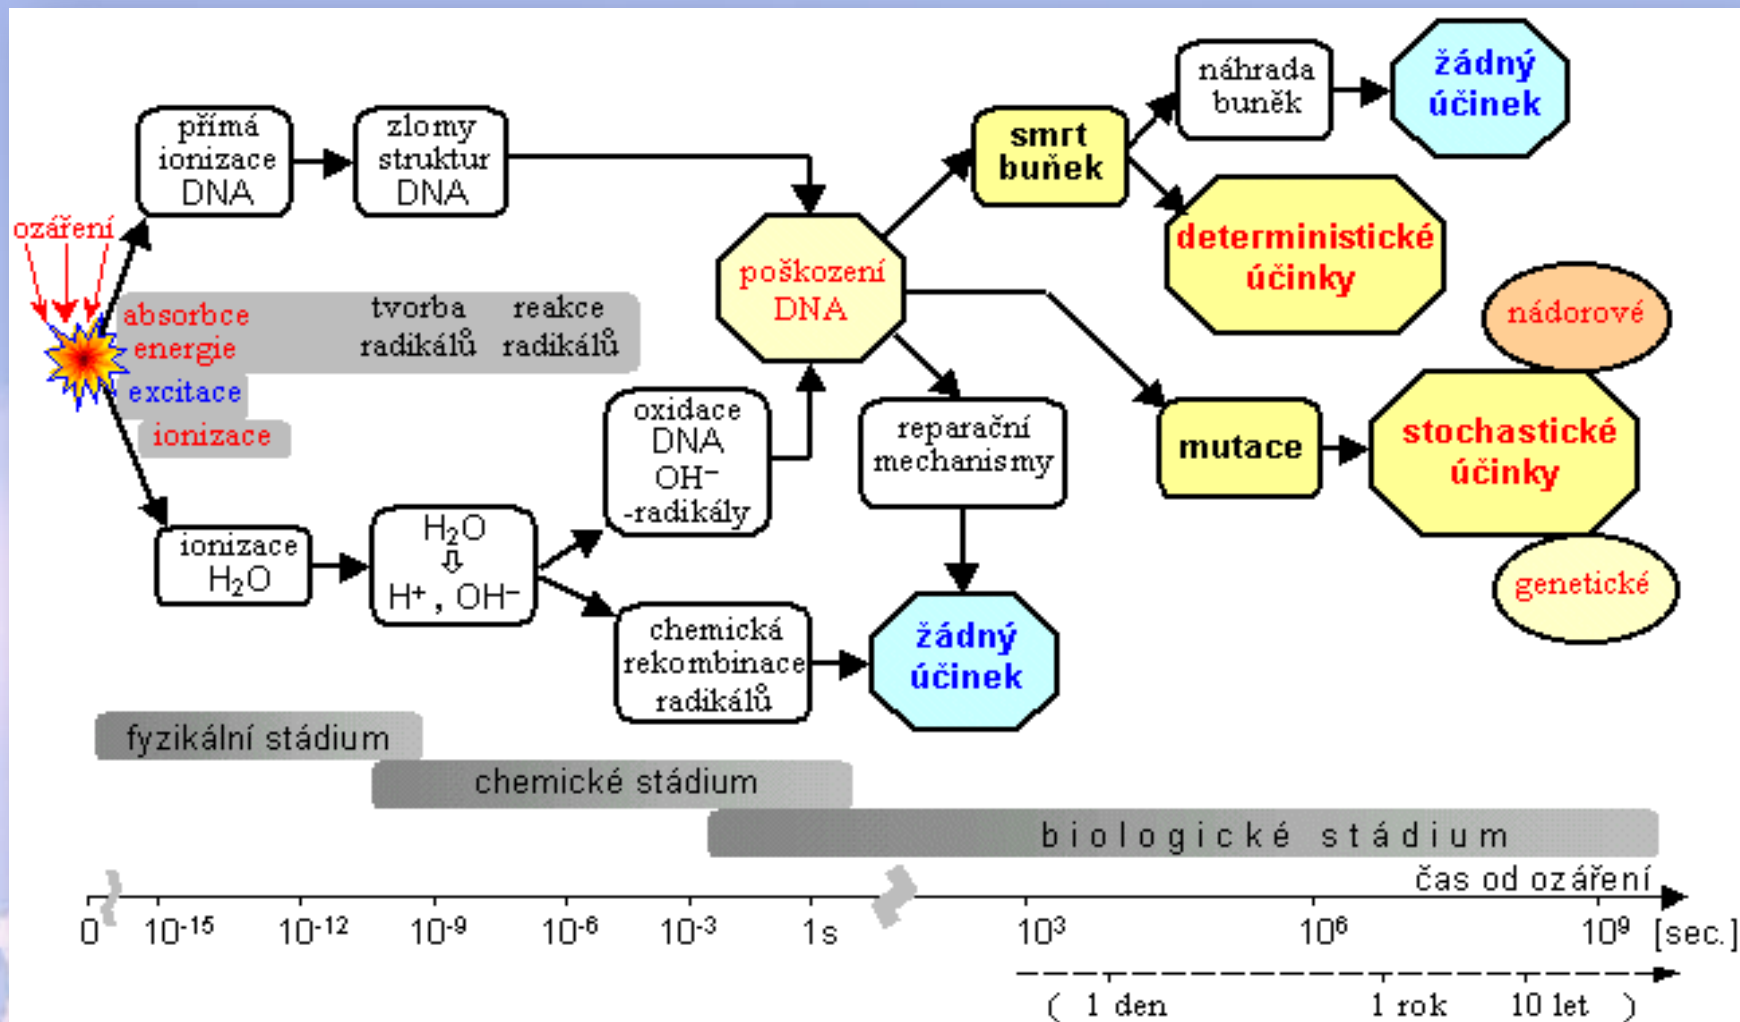 přímá
ionizace
DNA
zlomy
struktur
DNA
ozáření
absorbce
energie
excitace
ionizace
tvorba
radikálů
reakce
radikálů
ionizace
H₂O
H₂O
⇩
H⁺ , OH⁻
oxidace
DNA
OH⁻
-radikály
chemická
rekombinace
radikálů
poškození
DNA
reparační
mechanismy
žádný
účinek
smrt
buňek
náhrada
buněk
žádný
účinek
deterministické
účinky
mutace
stochastické
účinky
nádorové
genetické
fyzikální stádium
chemické stádium
biologické stádium
čas od ozáření
0 10⁻¹⁵ 10⁻¹² 10⁻⁹ 10⁻⁶ 10⁻³ 1s 10³ 10⁶ 10⁹ [sec.]
( 1 den 1 rok 10 let )